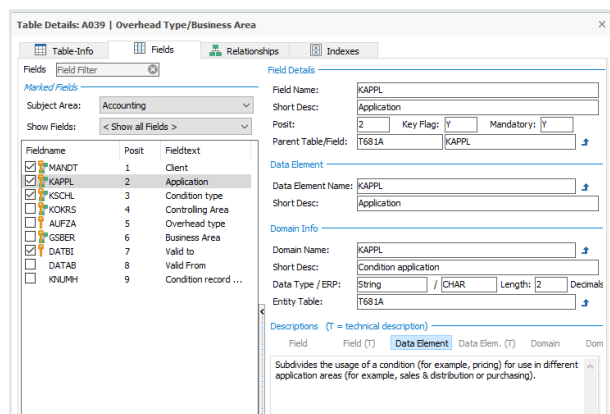 Table Details: A039 | Overhead Type/Business Area
Table-Info Fields Relationships Indexes
Fields Field Filter
Marked Fields
Subject Area: Accounting
Show Fields: < Show all Fields >
Fieldname Posit Fieldtext
MANDT 1 Client
KAPPL 2 Application
KSCHL 3 Condition type
KOKRS 4 Controlling Area
AUFZA 5 Overhead type
GSBER 6 Business Area
DATBI 7 Valid to
DATAB 8 Valid From
KNUMH 9 Condition record ...
Field Details
Field Name: KAPPL
Short Desc: Application
Posit: 2 Key Flag: Y Mandatory: Y
Parent Table/Field: T681A KAPPL
Data Element
Data Element Name: KAPPL
Short Desc: Application
Domain Info
Domain Name: KAPPL
Short Desc: Condition application
Data Type / ERP: String / CHAR Length: 2 Decimals
Entity Table: T681A
Descriptions (T = technical description)
Field Field (T) Data Element Data Elem. (T) Domain Dom
Subdivides the usage of a condition (for example, pricing) for use in different
application areas (for example, sales & distribution or purchasing).